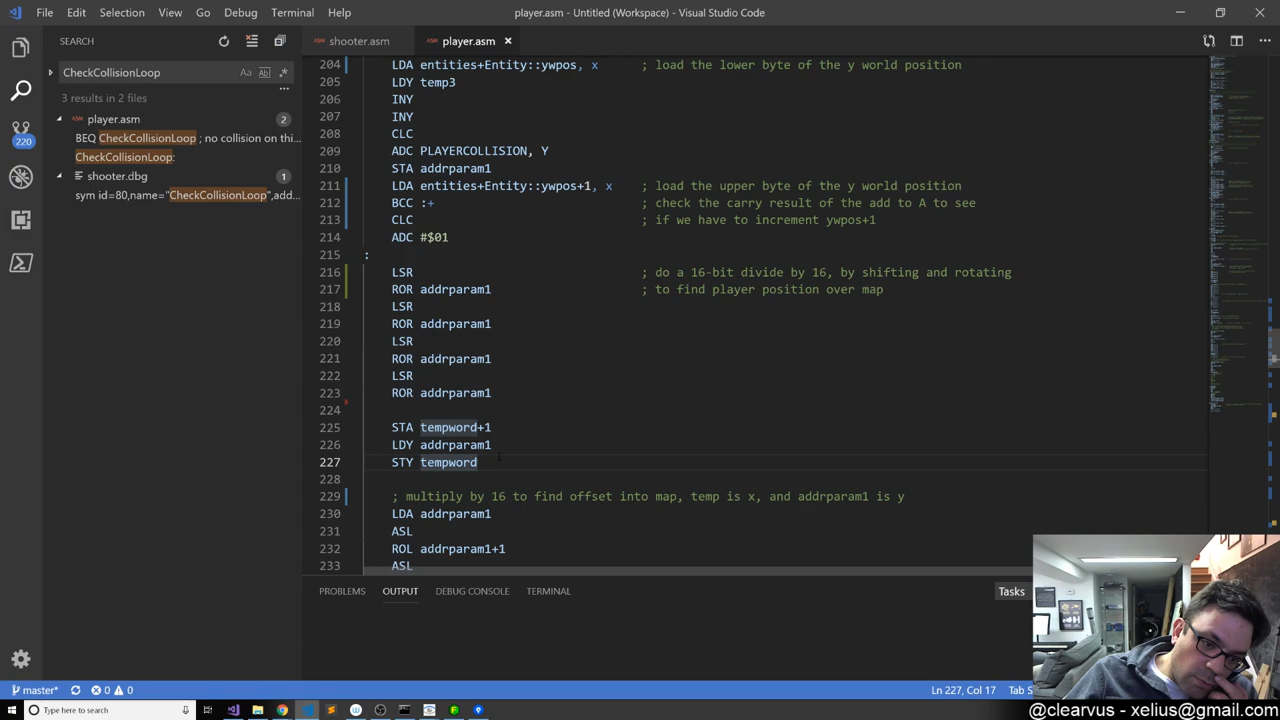 File Edit Selection View Go Debug Terminal Help
player.asm - Untitled (Workspace) - Visual Studio Code
SEARCH
ASM shooter.asm
ASM player.asm
CheckCollisionLoop
Aa Abl .*
3 results in 2 files
player.asm 2
BEQ CheckCollisionLoop ; no collision on thi...
CheckCollisionLoop:
shooter.dbg 1
sym id=80,name="CheckCollisionLoop",add...
220
204 LDA entities+Entity::ywpos, x ; load the lower byte of the y world position
205 LDY temp3
206 INY
207 INY
208 CLC
209 ADC PLAYERCOLLISION, Y
210 STA addrparam1
211 LDA entities+Entity::ywpos+1, x ; load the upper byte of the y world position
212 BCC :+ ; check the carry result of the add to A to see
213 CLC ; if we have to increment ywpos+1
214 ADC #$01
215 :
216 LSR ; do a 16-bit divide by 16, by shifting and rotating
217 ROR addrparam1 ; to find player position over map
218 LSR
219 ROR addrparam1
220 LSR
221 ROR addrparam1
222 LSR
223 ROR addrparam1
224
225 STA tempword+1
226 LDY addrparam1
227 STY tempword
228
229 ; multiply by 16 to find offset into map, temp is x, and addrparam1 is y
230 LDA addrparam1
231 ASL
232 ROL addrparam1+1
233 ASL
PROBLEMS OUTPUT DEBUG CONSOLE TERMINAL
Tasks
master* 0 0
Ln 227, Col 17 Tab S
Type here to search
@clearvus - xelius@gmail.com